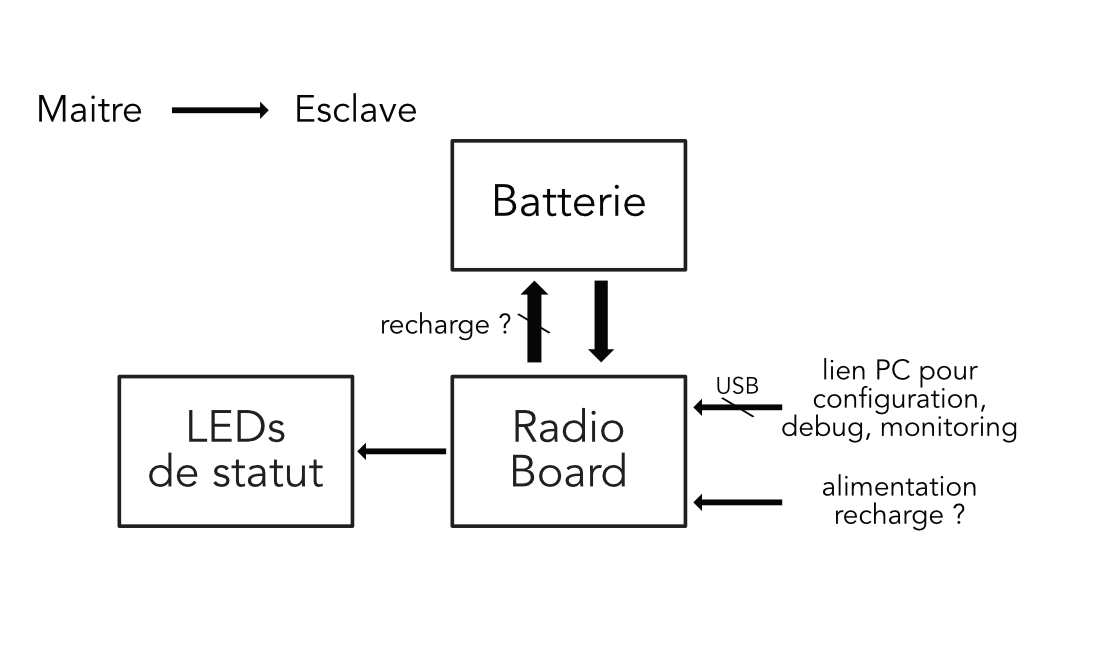 Maitre
Esclave
Batterie
recharge ?
LEDs
de statut
Radio
Board
USB
lien PC pour
configuration,
debug, monitoring
alimentation
recharge ?